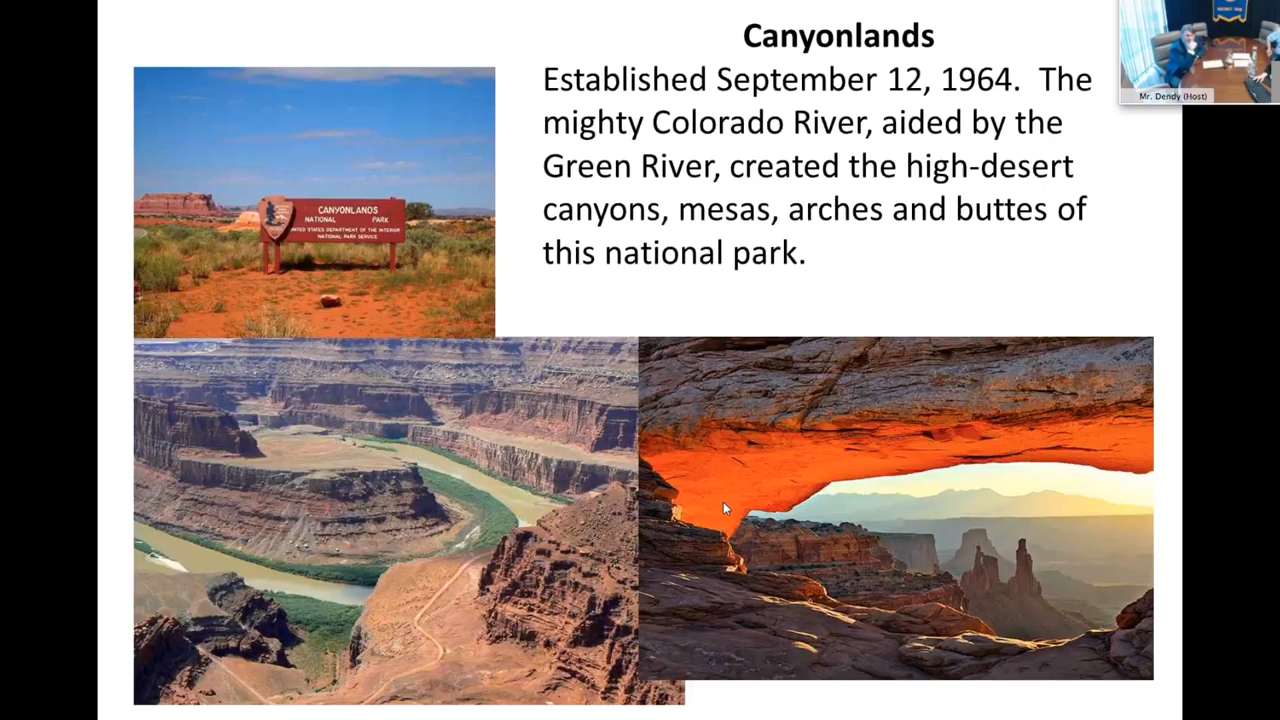 Canyonlands
Established September 12, 1964.  The
mighty Colorado River, aided by the
Green River, created the high-desert
canyons, mesas, arches and buttes of
this national park.
CANYONLANDS
NATIONAL PARK
UNITED STATES DEPARTMENT OF THE INTERIOR
NATIONAL PARK SERVICE
Mr. Dendy (Host)